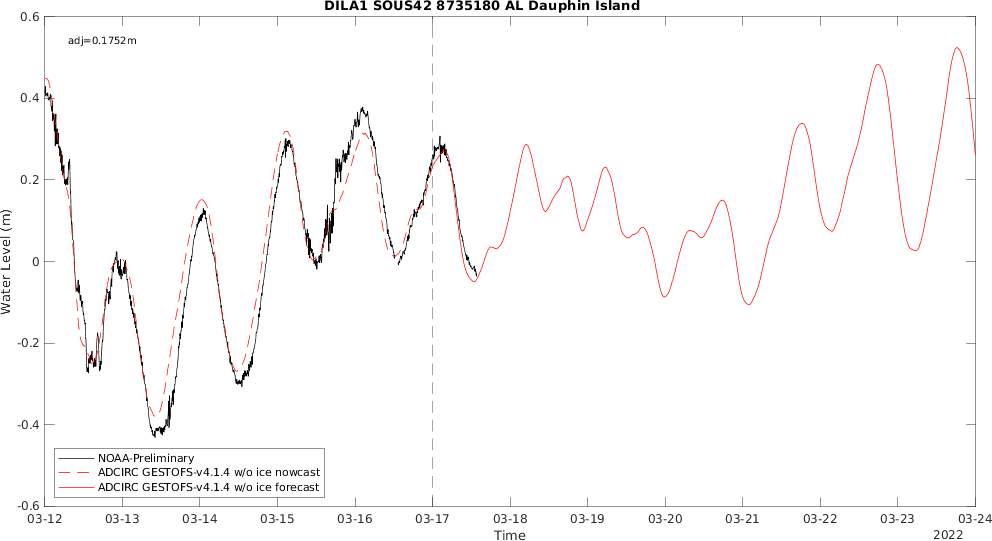 DILA1 SOUS42 8735180 AL Dauphin Island
adj=0.1752m
0.6
0.4
0.2
0
-0.2
-0.4
-0.6
Water Level (m)
NOAA-Preliminary
ADCIRC GESTOFS-v4.1.4 w/o ice nowcast
ADCIRC GESTOFS-v4.1.4 w/o ice forecast
03-12 03-13 03-14 03-15 03-16 03-17 03-18 03-19 03-20 03-21 03-22 03-23 03-24
Time
2022